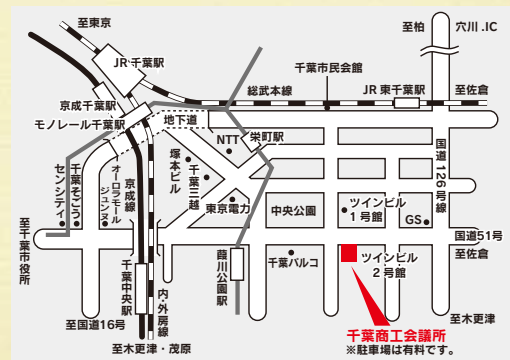 至東京
至柏
穴川.IC
JR千葉駅
千葉市民会館
総武本線
JR東千葉駅
至佐倉
京成千葉駅
モノレール千葉駅
地下道
NTT
栄町駅
国道126号線
千葉そごう
センシティ
オーロラモール
ジュンヌ
京成線
塚本ビル
千葉三越
東京電力
中央公園
ツインビル
1号館
GS
至千葉市役所
国道51号
至佐倉
千葉中央駅
内・外房線
葭川公園駅
千葉パルコ
ツインビル
2号館
至国道16号
千葉商工会議所
※駐車場は有料です。
至木更津
至木更津・茂原